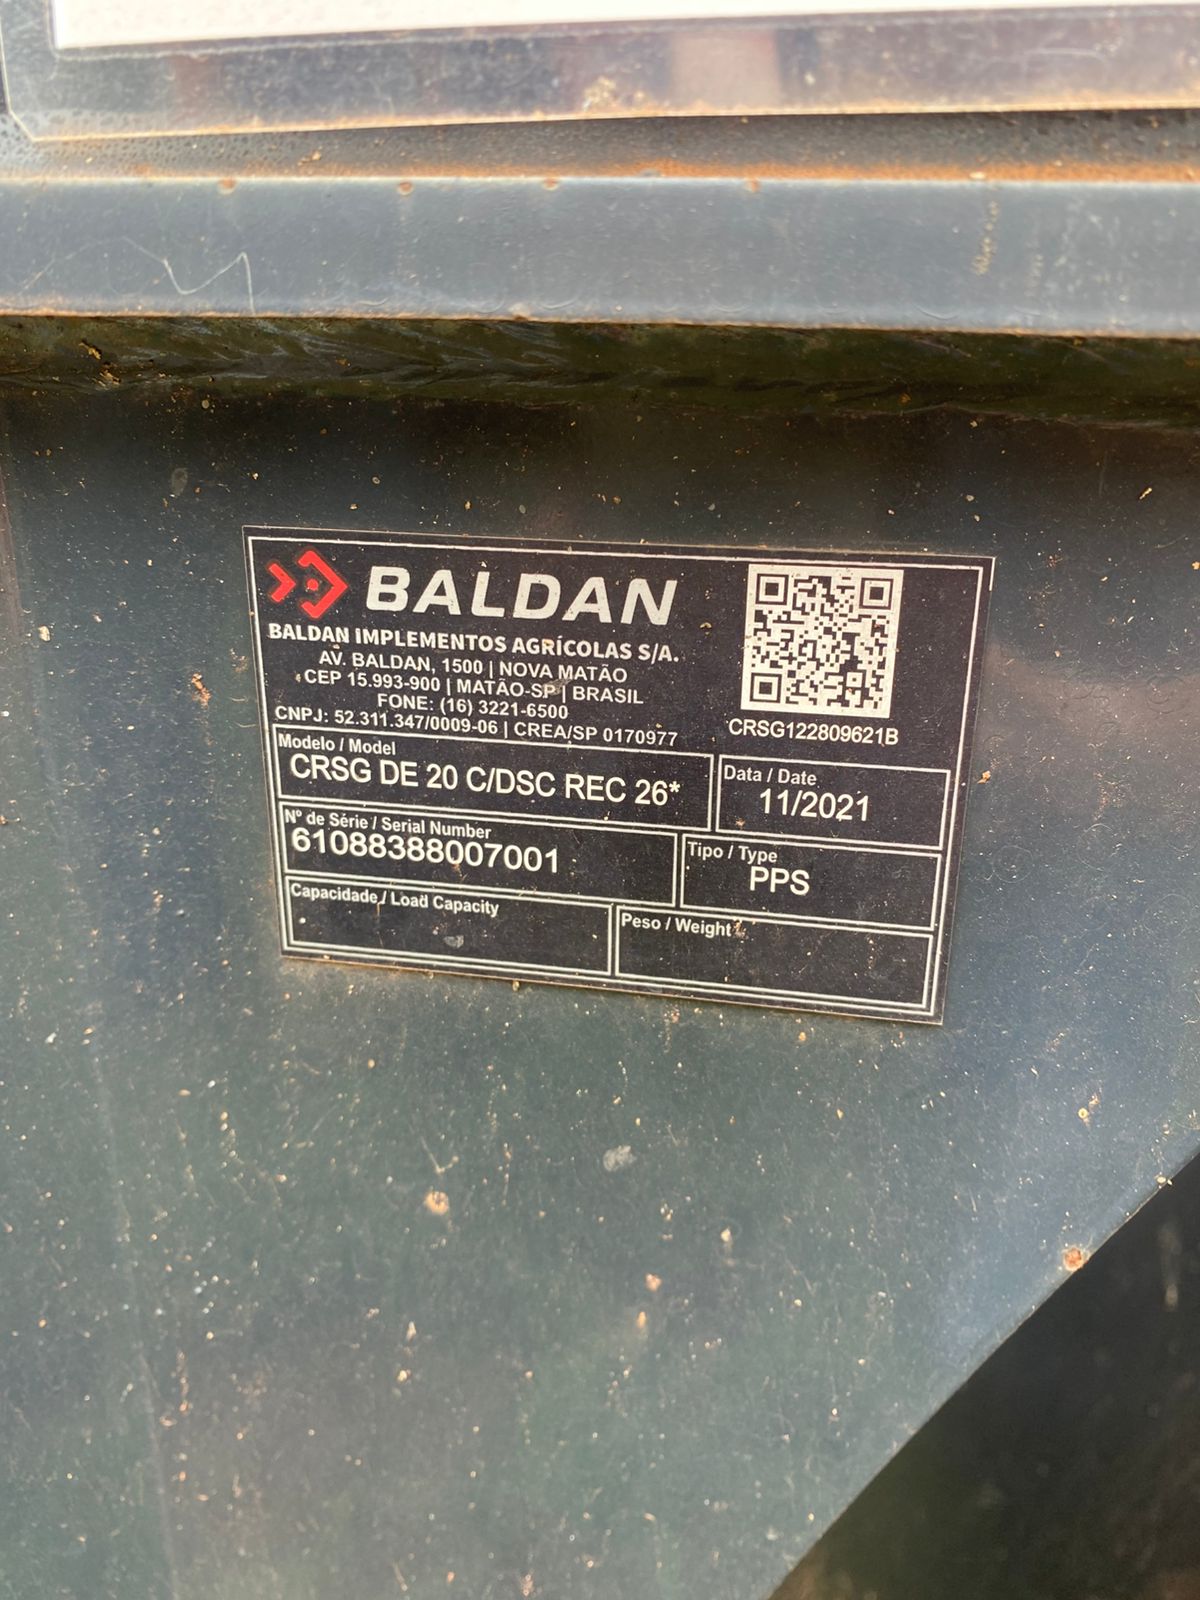 BALDAN
BALDAN IMPLEMENTOS AGRÍCOLAS S/A.
AV. BALDAN, 1500 | NOVA MATÃO
CEP 15.993-900 | MATÃO-SP | BRASIL
FONE: (16) 3221-6500
CNPJ: 52.311.347/0009-06 | CREA/SP 0170977
CRSG122809621B
Modelo / Model
CRSG DE 20 C/DSC REC 26*
Data / Date
11/2021
Nº de Série / Serial Number
61088388007001
Tipo / Type
PPS
Capacidade / Load Capacity
Peso / Weight